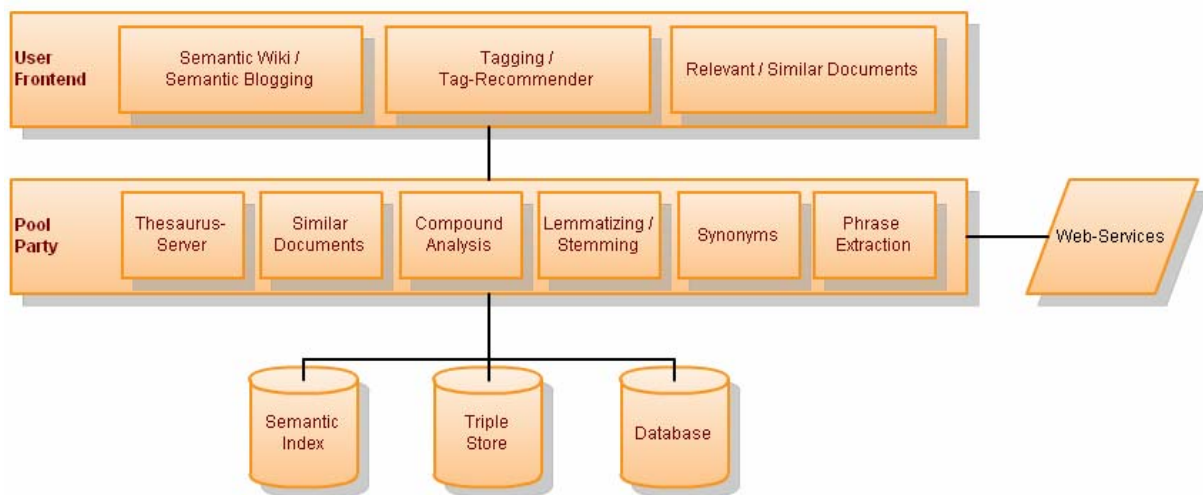 User
Frontend
Semantic Wiki /
Semantic Blogging
Tagging /
Tag-Recommender
Relevant / Similar Documents
Pool
Party
Thesaurus-
Server
Similar
Documents
Compound
Analysis
Lemmatizing /
Stemming
Synonyms
Phrase
Extraction
Web-Services
Semantic
Index
Triple
Store
Database